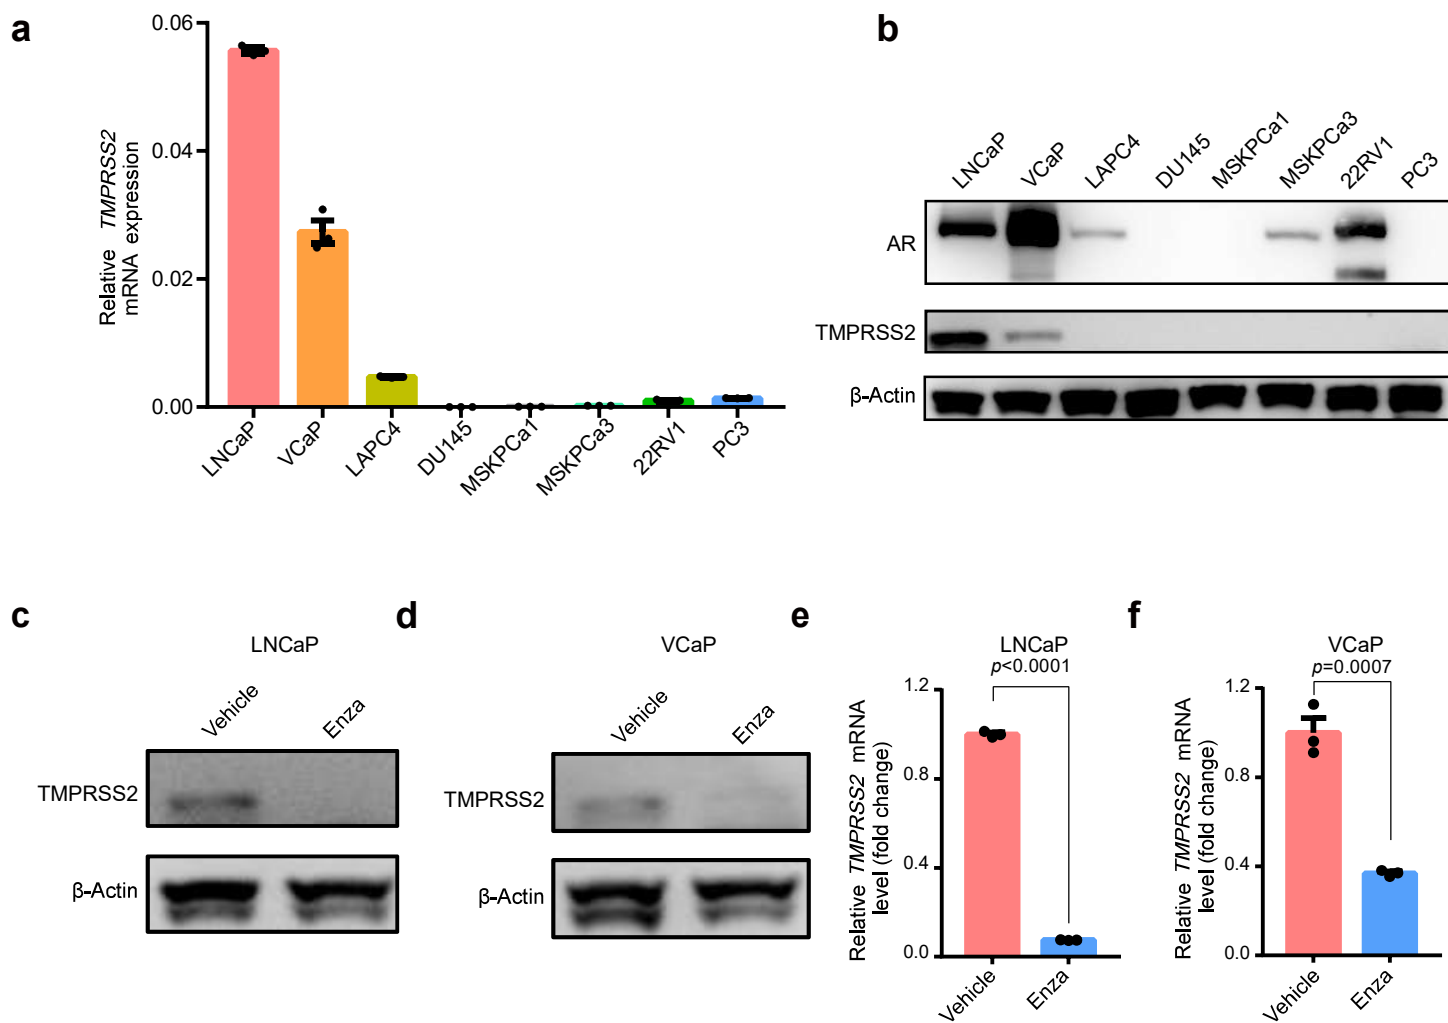 a
Relative TMPRSS2
mRNA expression
0.06
0.04
0.02
0.00
LNCaP
VCaP
LAPC4
DU145
MSKPCa1
MSKPCa3
22RV1
PC3
b
LNCaP
VCaP
LAPC4
DU145
MSKPCa1
MSKPCa3
22RV1
PC3
AR
TMPRSS2
β-Actin
c
LNCaP
Vehicle
Enza
TMPRSS2
β-Actin
d
VCaP
Vehicle
Enza
TMPRSS2
β-Actin
e
LNCaP
p<0.0001
Relative TMPRSS2 mRNA
level (fold change)
1.2
0.8
0.4
0.0
Vehicle
Enza
f
VCaP
p=0.0007
Relative TMPRSS2 mRNA
level (fold change)
1.2
0.8
0.4
0.0
Vehicle
Enza